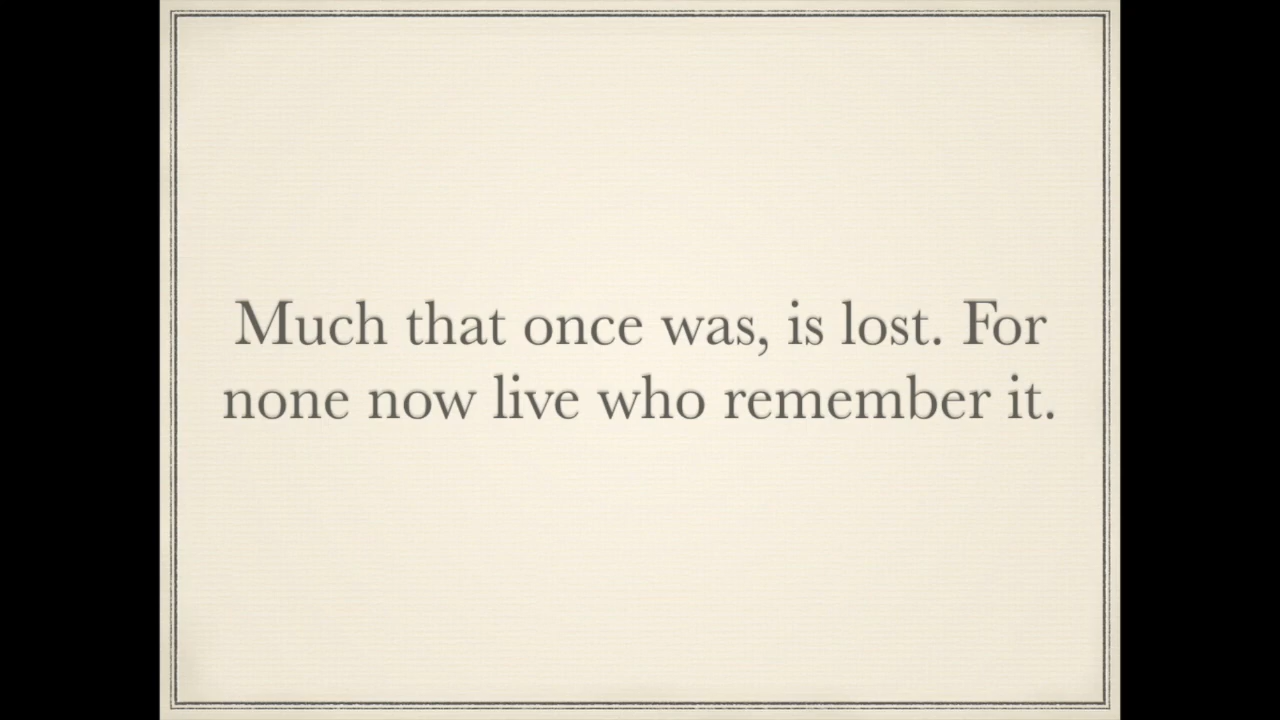 Much that once was, is lost. For
none now live who remember it.